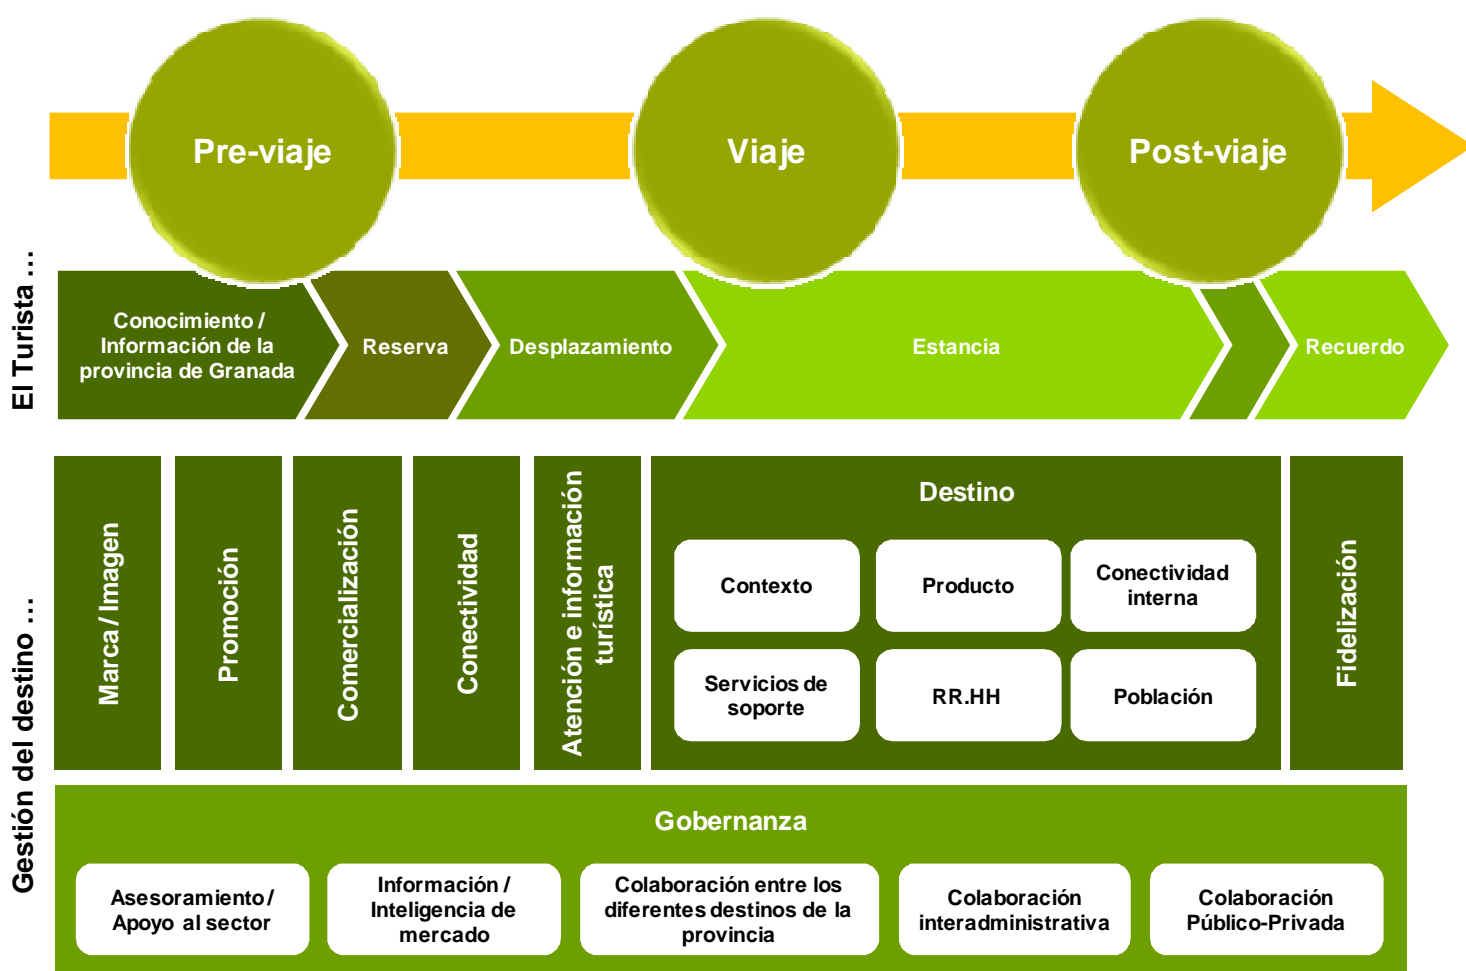 Pre-viaje
Viaje
Post-viaje
El Turista ...
Conocimiento /
Información de la
provincia de Granada
Reserva
Desplazamiento
Estancia
Recuerdo
Gestión del destino ...
Marca / Imagen
Promoción
Comercialización
Conectividad
Atención e información
turística
Destino
Contexto
Producto
Conectividad
interna
Servicios de
soporte
RR.HH
Población
Fidelización
Gobernanza
Asesoramiento /
Apoyo al sector
Información /
Inteligencia de
mercado
Colaboración entre los
diferentes destinos de la
provincia
Colaboración
interadministrativa
Colaboración
Público-Privada